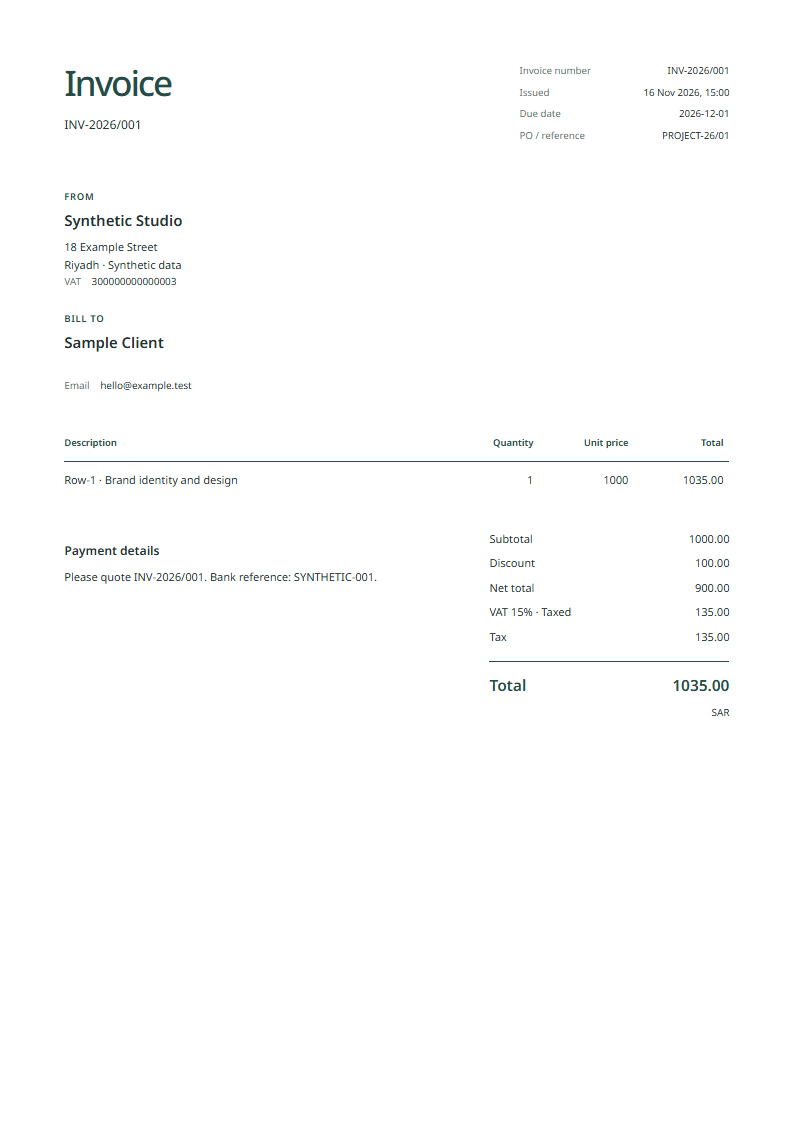 Invoice
INV-2026/001
Invoice number INV-2026/001
Issued 16 Nov 2026, 15:00
Due date 2026-12-01
PO / reference PROJECT-26/01
FROM
Synthetic Studio
18 Example Street
Riyadh · Synthetic data
VAT 300000000000003
BILL TO
Sample Client
Email hello@example.test
Description Quantity Unit price Total
Row-1 · Brand identity and design 1 1000 1035.00
Payment details
Please quote INV-2026/001. Bank reference: SYNTHETIC-001.
Subtotal 1000.00
Discount 100.00
Net total 900.00
VAT 15% · Taxed 135.00
Tax 135.00
Total 1035.00
SAR